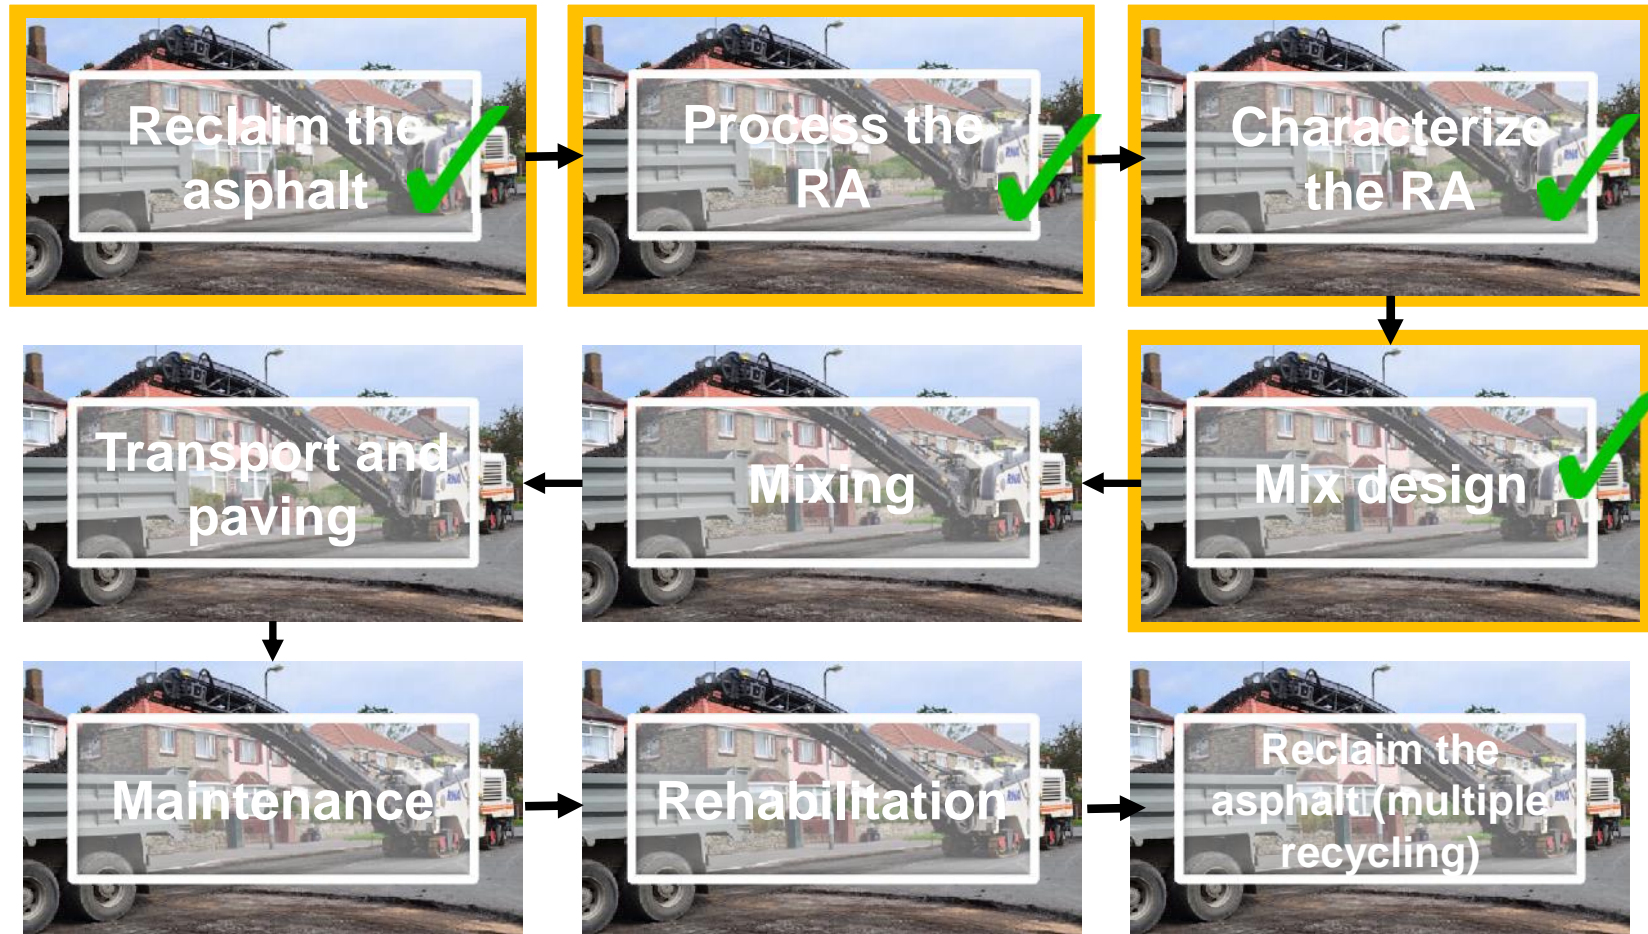 Reclaim the
asphalt
Process the
RA
Characterize
the RA
Mix design
Mixing
Transport and
paving
Maintenance
Rehabilitation
Reclaim the
asphalt (multiple
recycling)